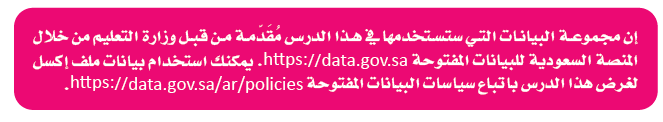 إن مجموعة البيانات التي ستستخدمها في هذا الدرس مُقَدّمة من قبل وزارة التعليم من خلال
المنصة السعودية للبيانات المفتوحة https://data.gov.sa. يمكنك استخدام بيانات ملف إكسل
لغرض هذا الدرس باتباع سياسات البيانات المفتوحة https://data.gov.sa/ar/policies.